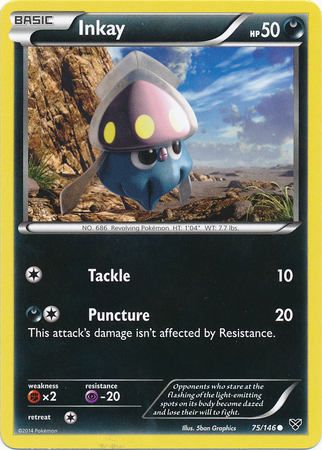 BASIC
Inkay
HP50
NO. 686. Revolving Pokémon HT: 1'04" WT: 7.7 lbs.
Tackle 10
Puncture 20
This attack's damage isn't affected by Resistance.
weakness
×2
resistance
-20
retreat
Opponents who stare at the
flashing of the light-emitting
spots on its body become dazed
and lose their will to fight.
©2014 Pokémon
Illus. 5ban Graphics
75/146